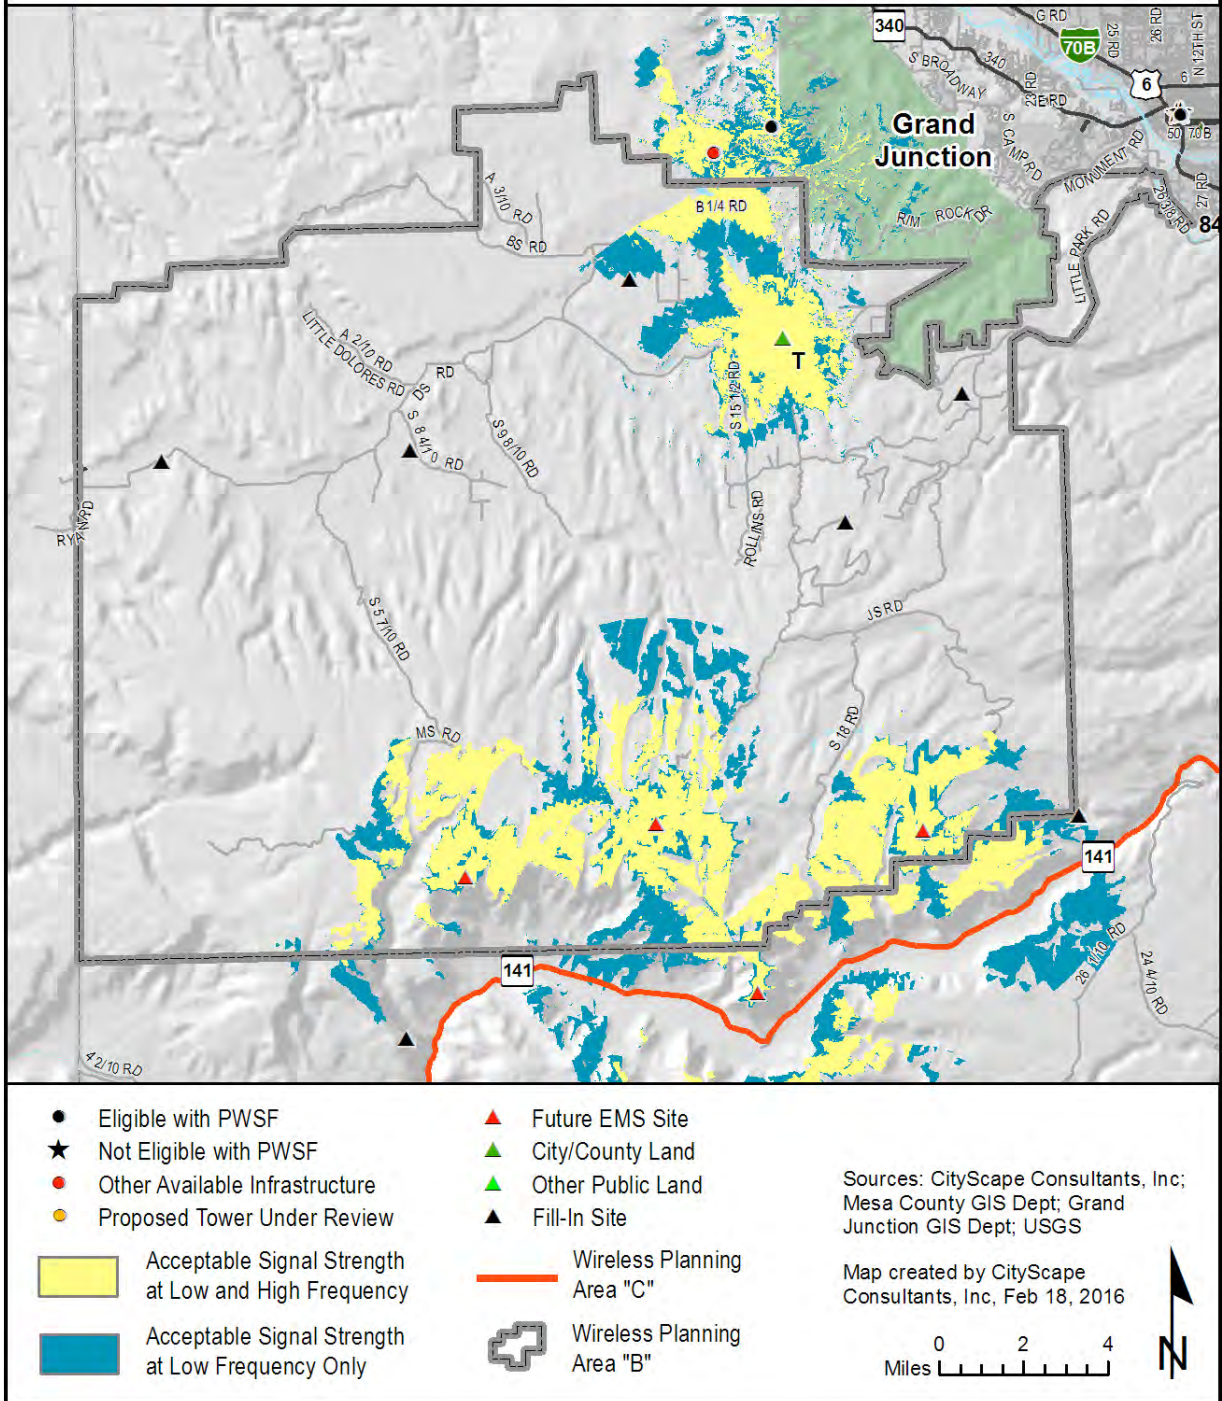 340
G RD
70B
25 RD
26 RD
N 12TH ST
S BROADWAY
340
23 RD
E RD
6
6
50
70B
Grand
Junction
S CAMP RD
MONUMENT RD
26 3/8 RD
27 RD
84
A 3/10 RD
B 1/4 RD
RIM ROCK DR
LITTLE PARK RD
BS RD
A 2/10 RD
LITTLE DOLORES RD
DS RD
T
S 15 1/2 RD
S 8 4/10 RD
S 9 8/10 RD
RYAN RD
ROLLINS RD
S 5 7/10 RD
JS RD
MS RD
S 18 RD
141
141
26 1/10 RD
24 4/10 RD
4 2/10 RD
Eligible with PWSF
Not Eligible with PWSF
Other Available Infrastructure
Proposed Tower Under Review
Acceptable Signal Strength
at Low and High Frequency
Acceptable Signal Strength
at Low Frequency Only
Future EMS Site
City/County Land
Other Public Land
Fill-In Site
Wireless Planning
Area "C"
Wireless Planning
Area "B"
Sources: CityScape Consultants, Inc;
Mesa County GIS Dept; Grand
Junction GIS Dept; USGS
Map created by CityScape
Consultants, Inc, Feb 18, 2016
0 2 4
Miles
N